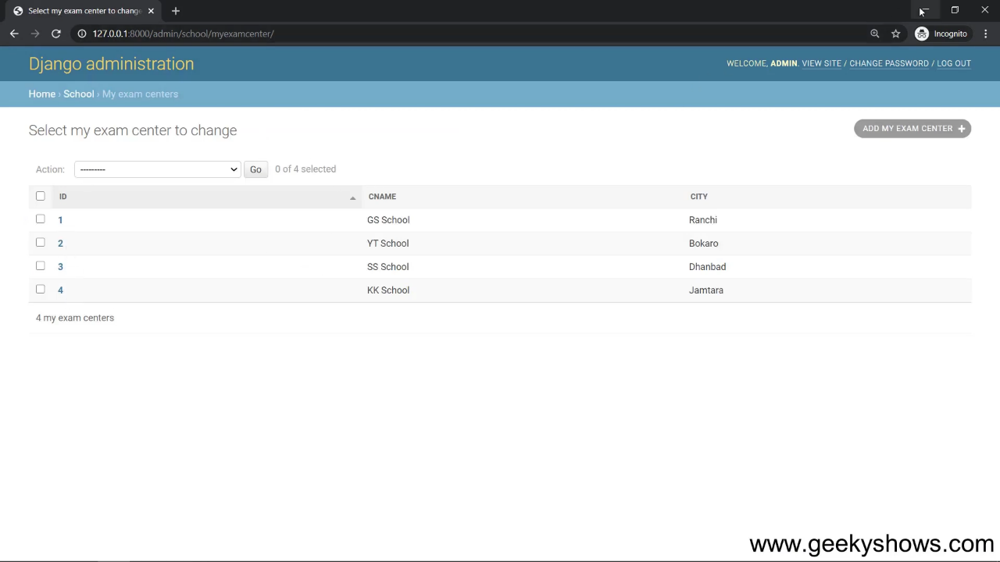 Select my exam center to change
127.0.0.1:8000/admin/school/myexamcenter/
Incognito
Django administration
WELCOME, ADMIN. VIEW SITE / CHANGE PASSWORD / LOG OUT
Home › School › My exam centers
Select my exam center to change
ADD MY EXAM CENTER +
Action: --------- Go 0 of 4 selected
ID CNAME CITY
1 GS School Ranchi
2 YT School Bokaro
3 SS School Dhanbad
4 KK School Jamtara
4 my exam centers
www.geekyshows.com